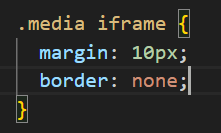 .media iframe {
margin: 10px;
border: none;
}